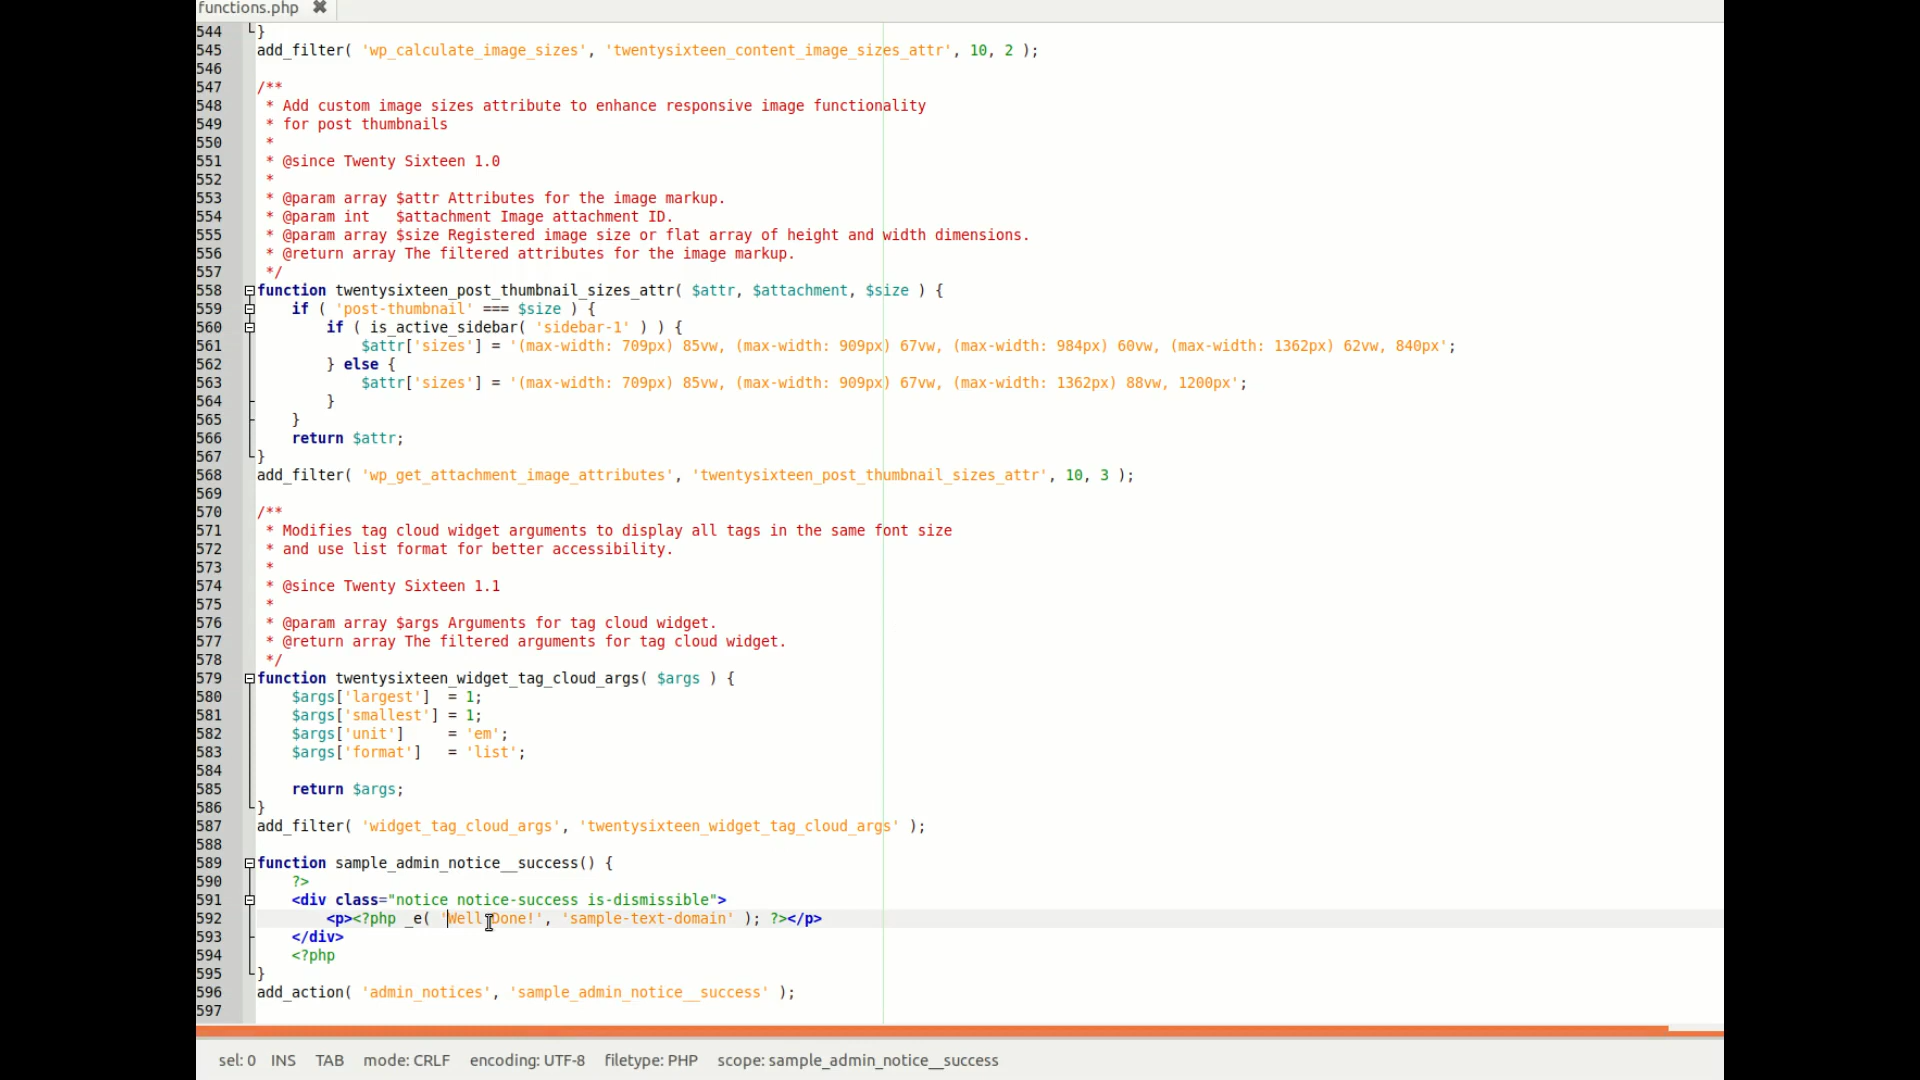 functions.php ✖
544 }
545 add_filter( 'wp_calculate_image_sizes', 'twentysixteen_content_image_sizes_attr', 10, 2 );
546
547 /**
548  * Add custom image sizes attribute to enhance responsive image functionality
549  * for post thumbnails
550  *
551  * @since Twenty Sixteen 1.0
552  *
553  * @param array $attr Attributes for the image markup.
554  * @param int   $attachment Image attachment ID.
555  * @param array $size Registered image size or flat array of height and width dimensions.
556  * @return array The filtered attributes for the image markup.
557  */
558 function twentysixteen_post_thumbnail_sizes_attr( $attr, $attachment, $size ) {
559     if ( 'post-thumbnail' === $size ) {
560         if ( is_active_sidebar( 'sidebar-1' ) ) {
561             $attr['sizes'] = '(max-width: 709px) 85vw, (max-width: 909px) 67vw, (max-width: 984px) 60vw, (max-width: 1362px) 62vw, 840px';
562         } else {
563             $attr['sizes'] = '(max-width: 709px) 85vw, (max-width: 909px) 67vw, (max-width: 1362px) 88vw, 1200px';
564         }
565     }
566     return $attr;
567 }
568 add_filter( 'wp_get_attachment_image_attributes', 'twentysixteen_post_thumbnail_sizes_attr', 10, 3 );
569
570 /**
571  * Modifies tag cloud widget arguments to display all tags in the same font size
572  * and use list format for better accessibility.
573  *
574  * @since Twenty Sixteen 1.1
575  *
576  * @param array $args Arguments for tag cloud widget.
577  * @return array The filtered arguments for tag cloud widget.
578  */
579 function twentysixteen_widget_tag_cloud_args( $args ) {
580     $args['largest']  = 1;
581     $args['smallest'] = 1;
582     $args['unit']     = 'em';
583     $args['format']   = 'list';
584
585     return $args;
586 }
587 add_filter( 'widget_tag_cloud_args', 'twentysixteen_widget_tag_cloud_args' );
588
589 function sample_admin_notice__success() {
590     ?>
591     <div class="notice notice-success is-dismissible">
592         <p><?php _e( 'Well Done!', 'sample-text-domain' ); ?></p>
593     </div>
594     <?php
595 }
596 add_action( 'admin_notices', 'sample_admin_notice__success' );
597
sel: 0 INS TAB mode: CRLF encoding: UTF-8 filetype: PHP scope: sample_admin_notice__success